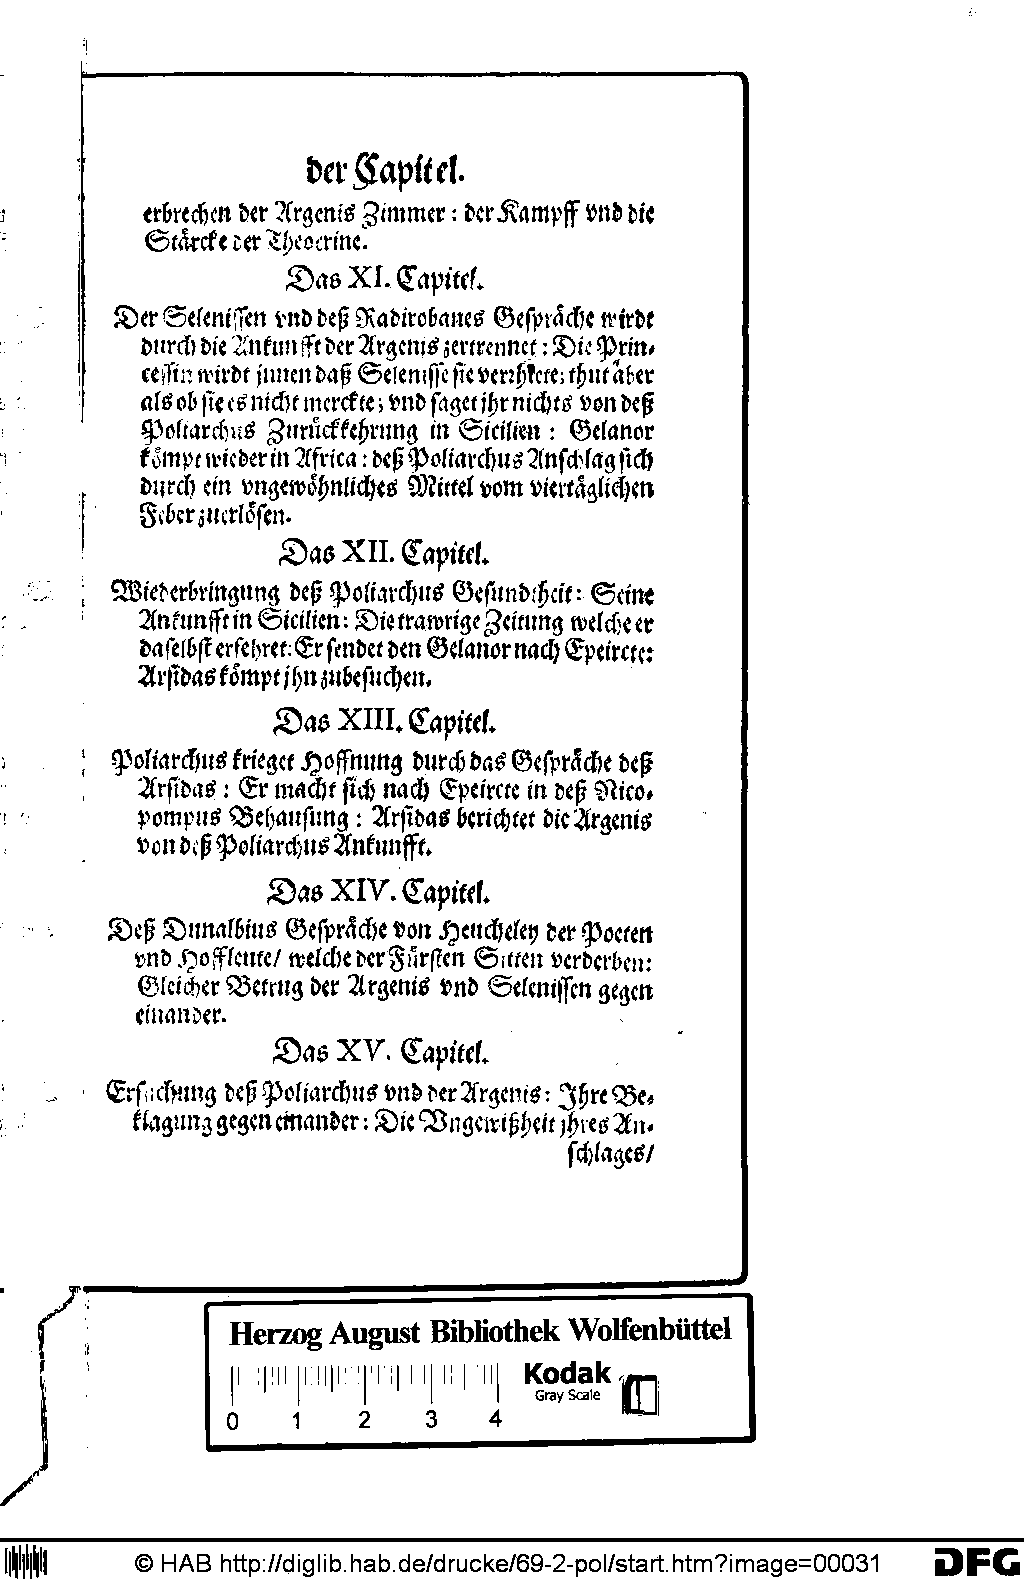 der Capitel.
erbrechen der Argenis Zimmer : der Kampff vnd die
Stärcke der Theocrine.
Das XI. Capitel.
Der Selenissen vnd deß Radirobanes Gespräche wirdt
durch die Ankunfft der Argenis zertrennet : Die Prin-
cessin wirdt jnnen daß Selenisse sie verrhiete; thut aber
als ob sie es nicht merckte; vnd saget jhr nichts von deß
Poliarchus Zurückkehrung in Sicilien : Gelanor
kömpt wieder in Africa : deß Poliarchus Anschlag sich
durch ein vngewöhnliches Mittel vom viertäglichen
Feber zuerlösen.
Das XII. Capitel.
Wiederbringung deß Poliarchus Gesundtheit : Seine
Ankunfft in Sicilien : Die trawrige Zeitung welche er
daselbst erfehret : Er sendet den Gelanor nach Epeircte:
Arsidas kömpt jhn zubesuchen.
Das XIII. Capitel.
Poliarchus krieget Hoffnung durch das Gespräche deß
Arsidas : Er macht sich nach Epeircte in deß Nico-
pompus Behausung : Arsidas berichtet die Argenis
von deß Poliarchus Ankunfft.
Das XIV. Capitel.
Deß Dunalbius Gespräche von Heucheley der Poeten
vnd Hoffleute/ welche der Fürsten Sitten verderben:
Gleicher Betrug der Argenis vnd Selenissen gegen
einander.
Das XV. Capitel.
Ersuchung deß Poliarchus vnd der Argenis : Jhre Be-
klagung gegen einander : Die Vngewißheit jhres An-
schlages/
Herzog August Bibliothek Wolfenbüttel
Kodak
Gray Scale
0 1 2 3 4
© HAB http://diglib.hab.de/drucke/69-2-pol/start.htm?image=00031
DFG